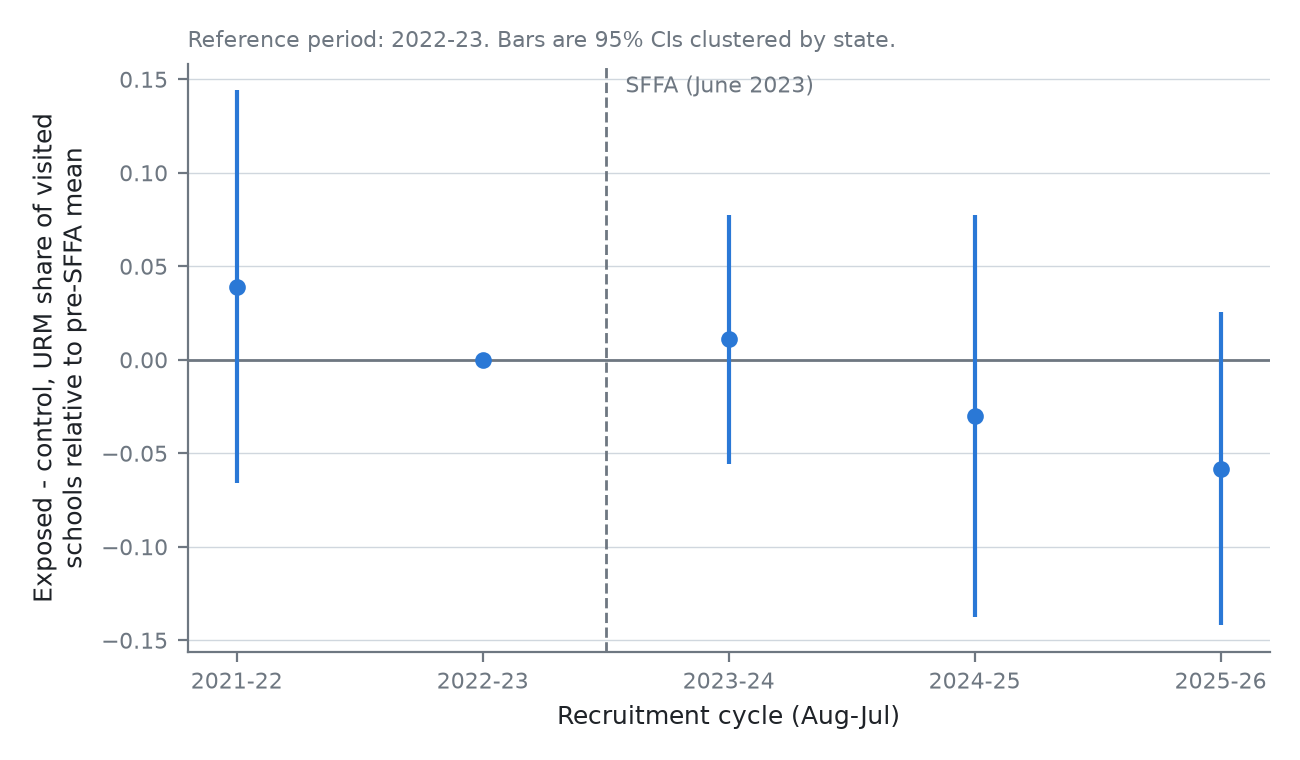 Reference period: 2022-23. Bars are 95% CIs clustered by state.
SFFA (June 2023)
Exposed - control, URM share of visited
schools relative to pre-SFFA mean
0.15
0.10
0.05
0.00
−0.05
−0.10
−0.15
2021-22
2022-23
2023-24
2024-25
2025-26
Recruitment cycle (Aug-Jul)